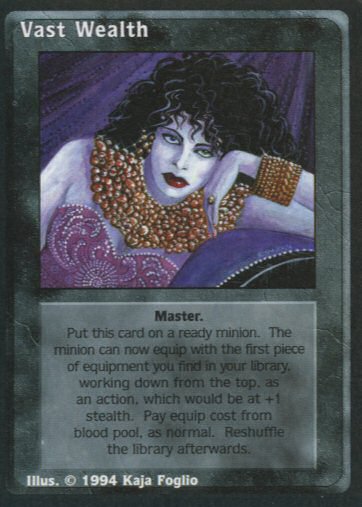 Vast Wealth
Master.
Put this card on a ready minion. The
minion can now equip with the first piece
of equipment you find in your library,
working down from the top, as
an action, which would be at +1
stealth. Pay equip cost from
blood pool, as normal. Reshuffle
the library afterwards.
Illus. © 1994 Kaja Foglio